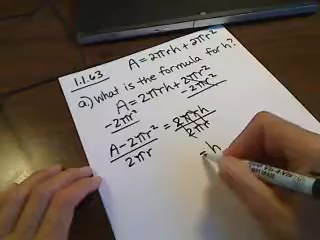 1.1.63
A=2πrh+2πr²
a) What is the formula for h?
A=2πrh+2πr²
-2πr² -2πr²
A-2πr² = 2πrh
2πr 2πr
=h